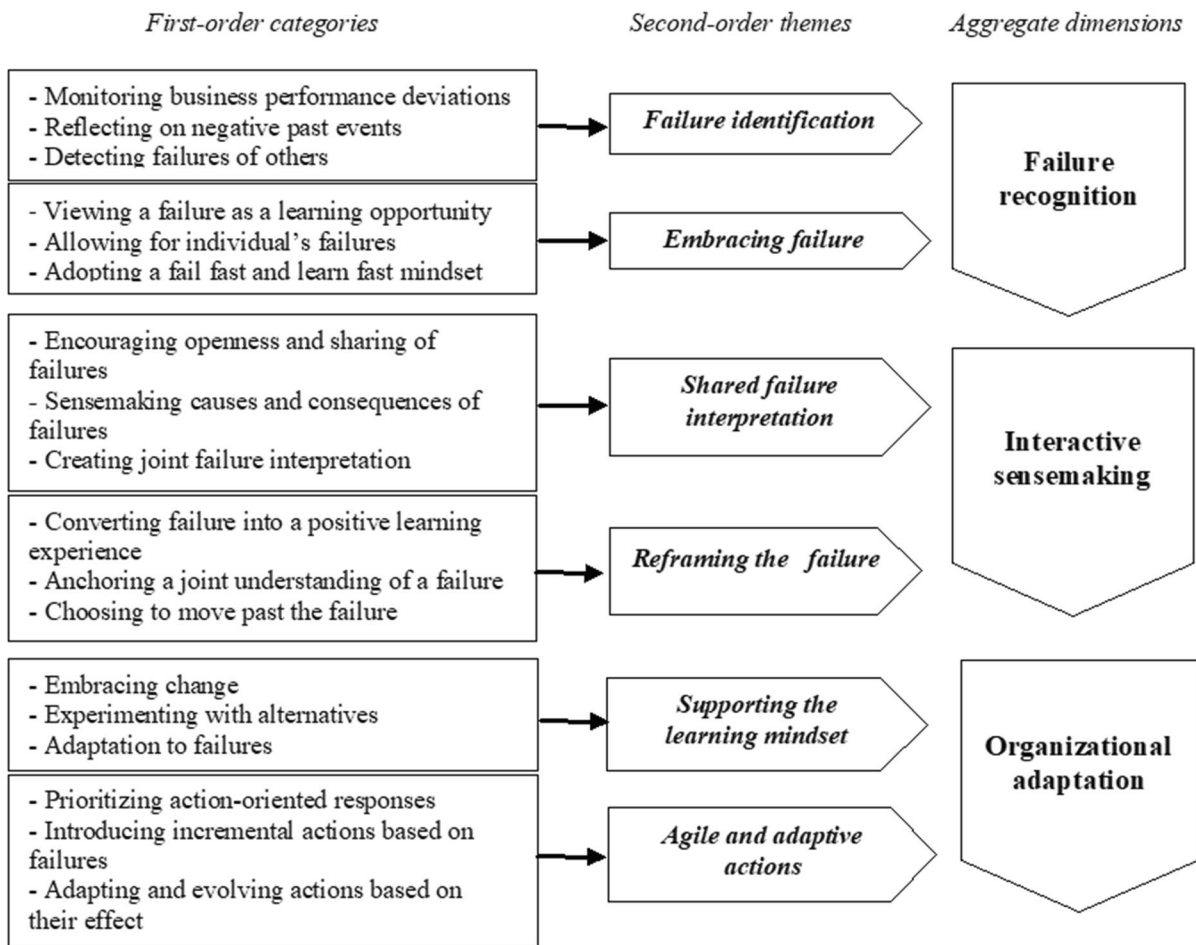 First-order categories
Second-order themes
Aggregate dimensions
- Monitoring business performance deviations
- Reflecting on negative past events
- Detecting failures of others
Failure identification
Failure
recognition
- Viewing a failure as a learning opportunity
- Allowing for individual’s failures
- Adopting a fail fast and learn fast mindset
Embracing failure
- Encouraging openness and sharing of
failures
- Sensemaking causes and consequences of
failures
- Creating joint failure interpretation
Shared failure
interpretation
Interactive
sensemaking
- Converting failure into a positive learning
experience
- Anchoring a joint understanding of a failure
- Choosing to move past the failure
Reframing the failure
- Embracing change
- Experimenting with alternatives
- Adaptation to failures
Supporting the
learning mindset
Organizational
adaptation
- Prioritizing action-oriented responses
- Introducing incremental actions based on
failures
- Adapting and evolving actions based on
their effect
Agile and adaptive
actions